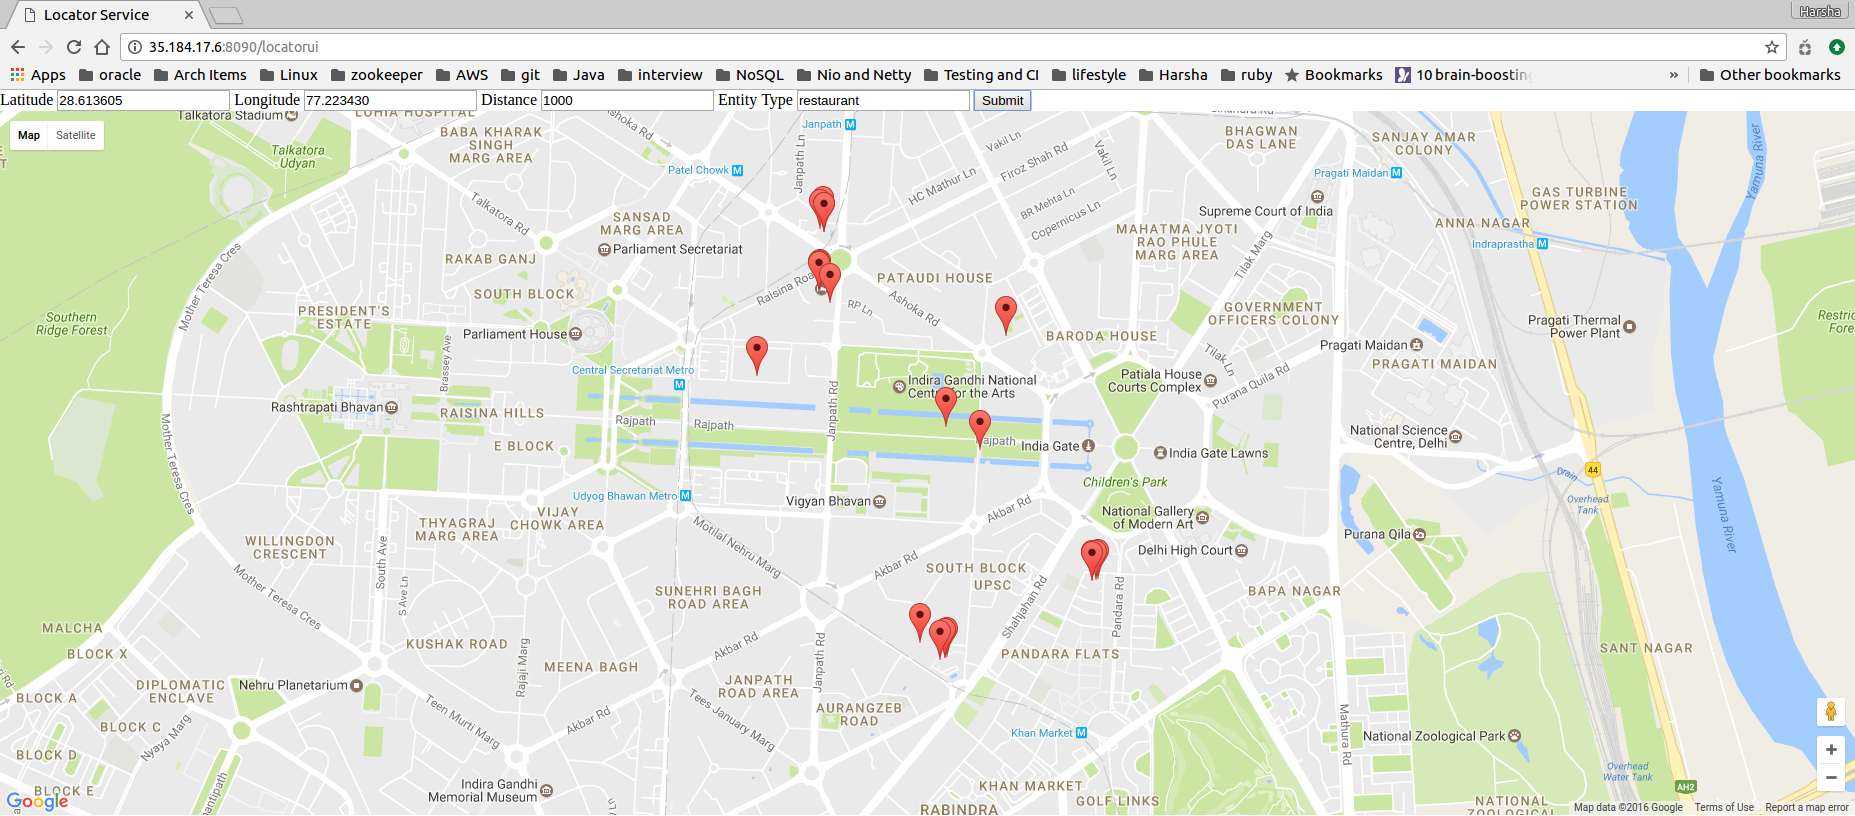 Locator Service
Harsha
35.184.17.6:8090/locatorui
Apps oracle Arch Items Linux zookeeper AWS git Java interview NoSQL Nio and Netty Testing and CI lifestyle Harsha ruby Bookmarks 10 brain-boosting » Other bookmarks
Latitude 28.613605 Longitude 77.223430 Distance 1000 Entity Type restaurant Submit
Map Satellite
Talkatora Stadium
LOHIA HOSPITAL
Ashoka Rd
Janpath
BABA KHARAK
SINGH
MARG AREA
Talkatora
Udyan
Patel Chowk
Janpath Ln
Vakil Ln
Firoz Shah Rd
Vakil Ln
BHAGWAN
DAS LANE
SANJAY AMAR
COLONY
Pragati Maidan
Yamuna River
GAS TURBINE
POWER STATION
HC Mathur Ln
BR Mehta Ln
Copernicus Ln
Supreme Court of India
ANNA NAGAR
Indraprastha
Talkatora Rd
SANSAD
MARG AREA
Parliament Secretariat
MAHATMA JYOTI
RAO PHULE
MARG AREA
Tilak Marg
Mother Teresa Cres
RAKAB GANJ
SOUTH BLOCK
Raisina Road
PATAUDI HOUSE
RP Ln
Ashoka Rd
GOVERNMENT
OFFICERS COLONY
Southern
Ridge Forest
PRESIDENT'S
ESTATE
Parliament House
BARODA HOUSE
Tilak Ln
Pragati Maidan
PRAGATI MAIDAN
Pragati Thermal
Power Plant
Brassey Ave
Central Secretariat Metro
Janpath Rd
Indira Gandhi National
Centre for the Arts
Patiala House
Courts Complex
Purana Quila Rd
Rashtrapati Bhavan
RAISINA HILLS
Rajpath
Rajpath
Rajpath
E BLOCK
India Gate
India Gate Lawns
National Science
Centre, Delhi
44
Drain
Overhead
Tank
Mother Teresa Cres
Children's Park
Udyog Bhawan Metro
Vigyan Bhavan
Akbar Rd
National Gallery
of Modern Art
Yamuna River
THYAGRAJ
MARG AREA
VIJAY
CHOWK AREA
Motilal Nehru Marg
Delhi High Court
Purana Qila
WILLINGDON
CRESCENT
South Ave
S Ave Ln
Akbar Rd
SOUTH BLOCK
UPSC
Mother Teresa Cres
SUNEHRI BAGH
ROAD AREA
Shahjahan Rd
Pandara Rd
BAPA NAGAR
MALCHA
BLOCK X
KUSHAK ROAD
Rajaji Marg
MEENA BAGH
Akbar Rd
Janpath Rd
PANDARA FLATS
SANT NAGAR
DIPLOMATIC
ENCLAVE
Nehru Planetarium
BLOCK A
BLOCK C
Nyaya Marg
Teen Murti Marg
Akbar Rd
JANPATH
ROAD AREA
Tees January Marg
AURANGZEB
ROAD
Khan Market
Mathura Rd
National Zoological Park
BLOCK D
BLOCK E
Indira Gandhi
Memorial Museum
KHAN MARKET
GOLF LINKS
RABINDRA
NATIONAL
ZOOLOGICAL
Overhead
Water Tank
AH2
Google
Map data ©2016 Google Terms of Use Report a map error